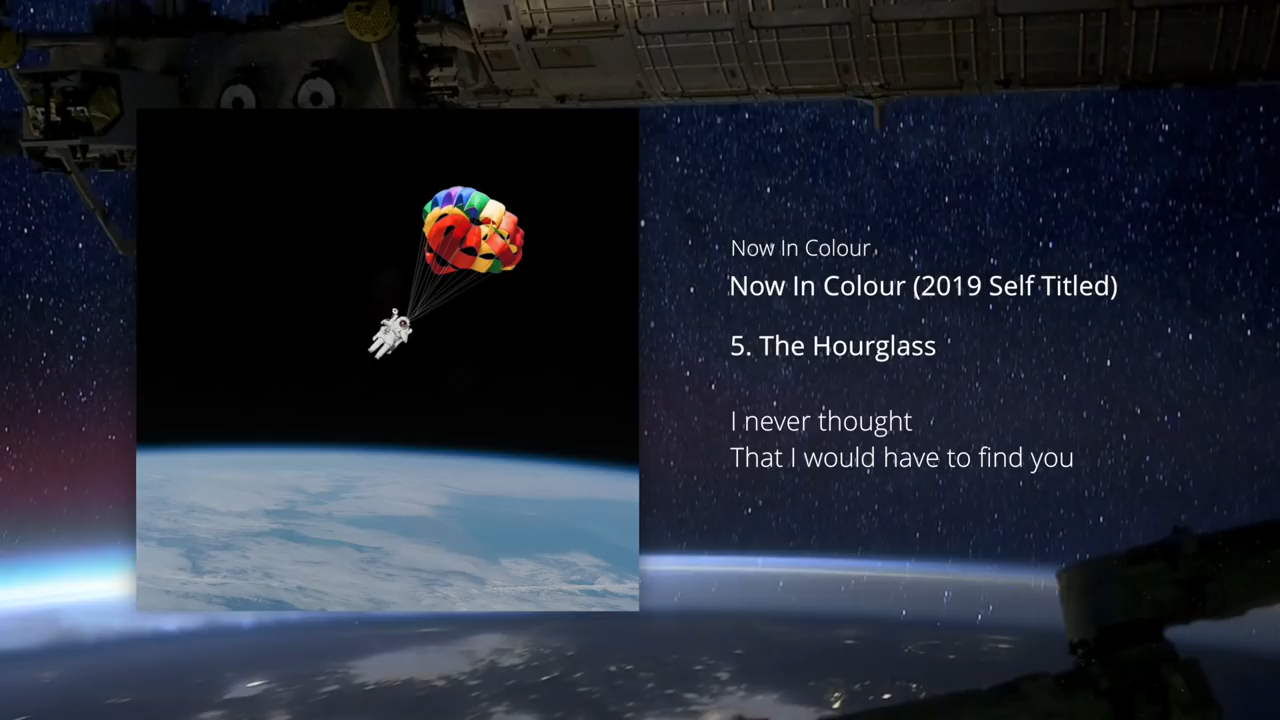 Now In Colour
Now In Colour (2019 Self Titled)
5. The Hourglass
I never thought
That I would have to find you